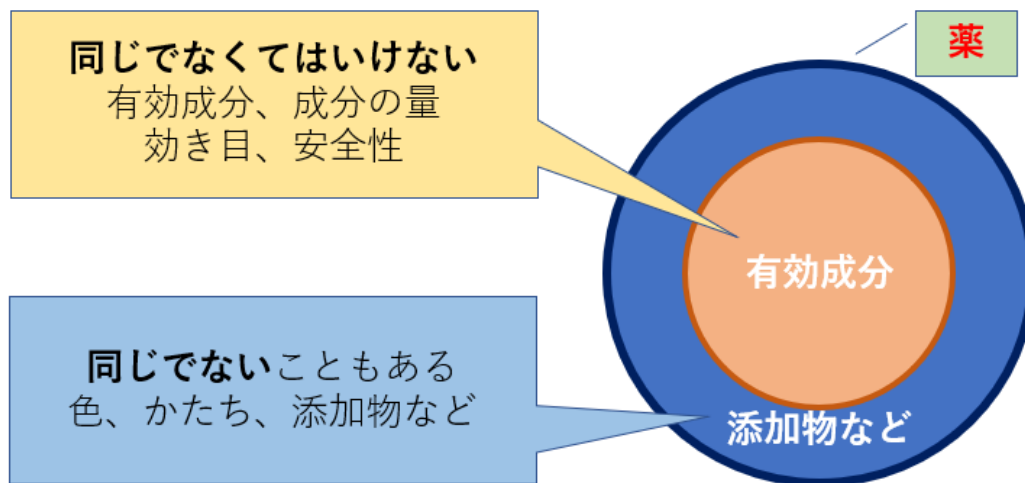 同じでなくてはいけない
有効成分、成分の量
効き目、安全性
薬
有効成分
同じでないこともある
色、かたち、添加物など
添加物など